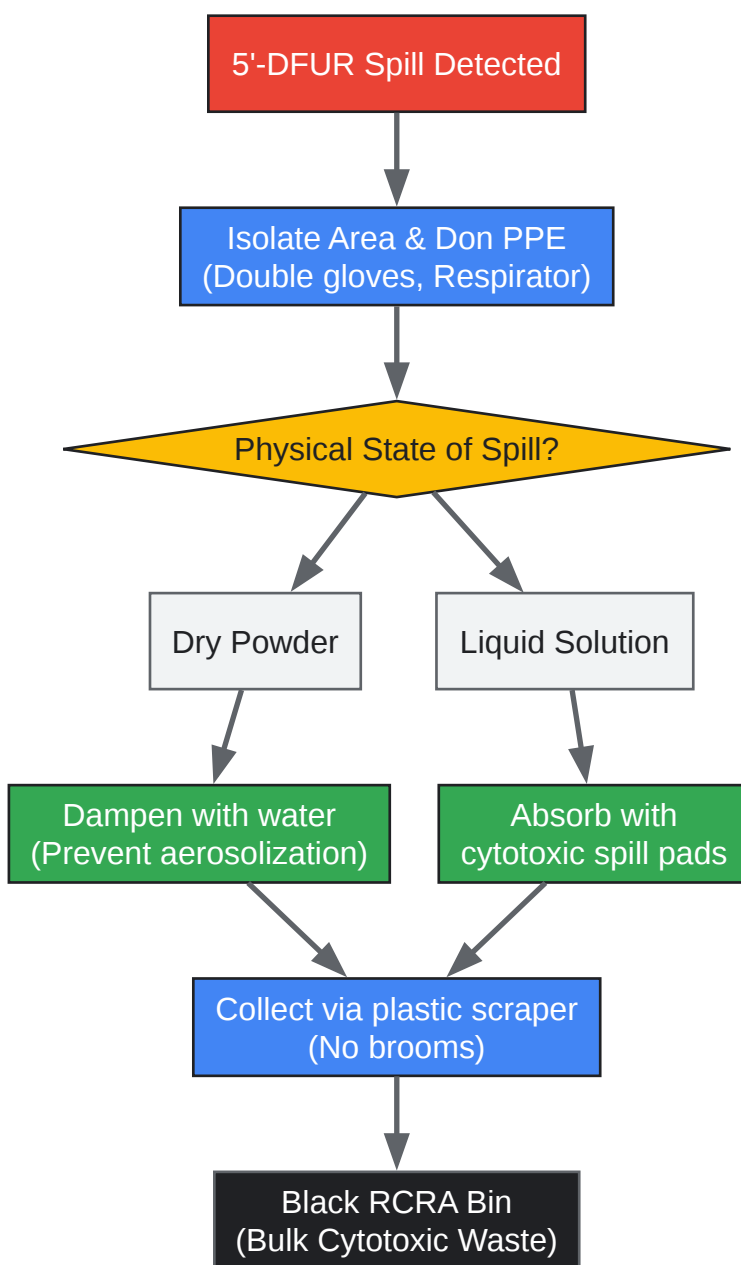 5'-DFUR Spill Detected
Isolate Area & Don PPE
(Double gloves, Respirator)
Physical State of Spill?
Dry Powder
Liquid Solution
Dampen with water
(Prevent aerosolization)
Absorb with
cytotoxic spill pads
Collect via plastic scraper
(No brooms)
Black RCRA Bin
(Bulk Cytotoxic Waste)